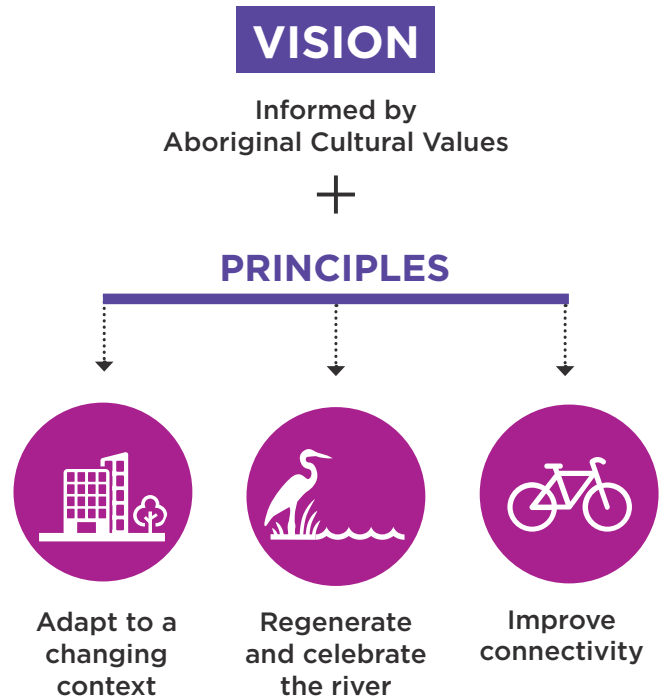 VISION
Informed by
Aboriginal Cultural Values
+
PRINCIPLES
Adapt to a
changing
context
Regenerate
and celebrate
the river
Improve
connectivity